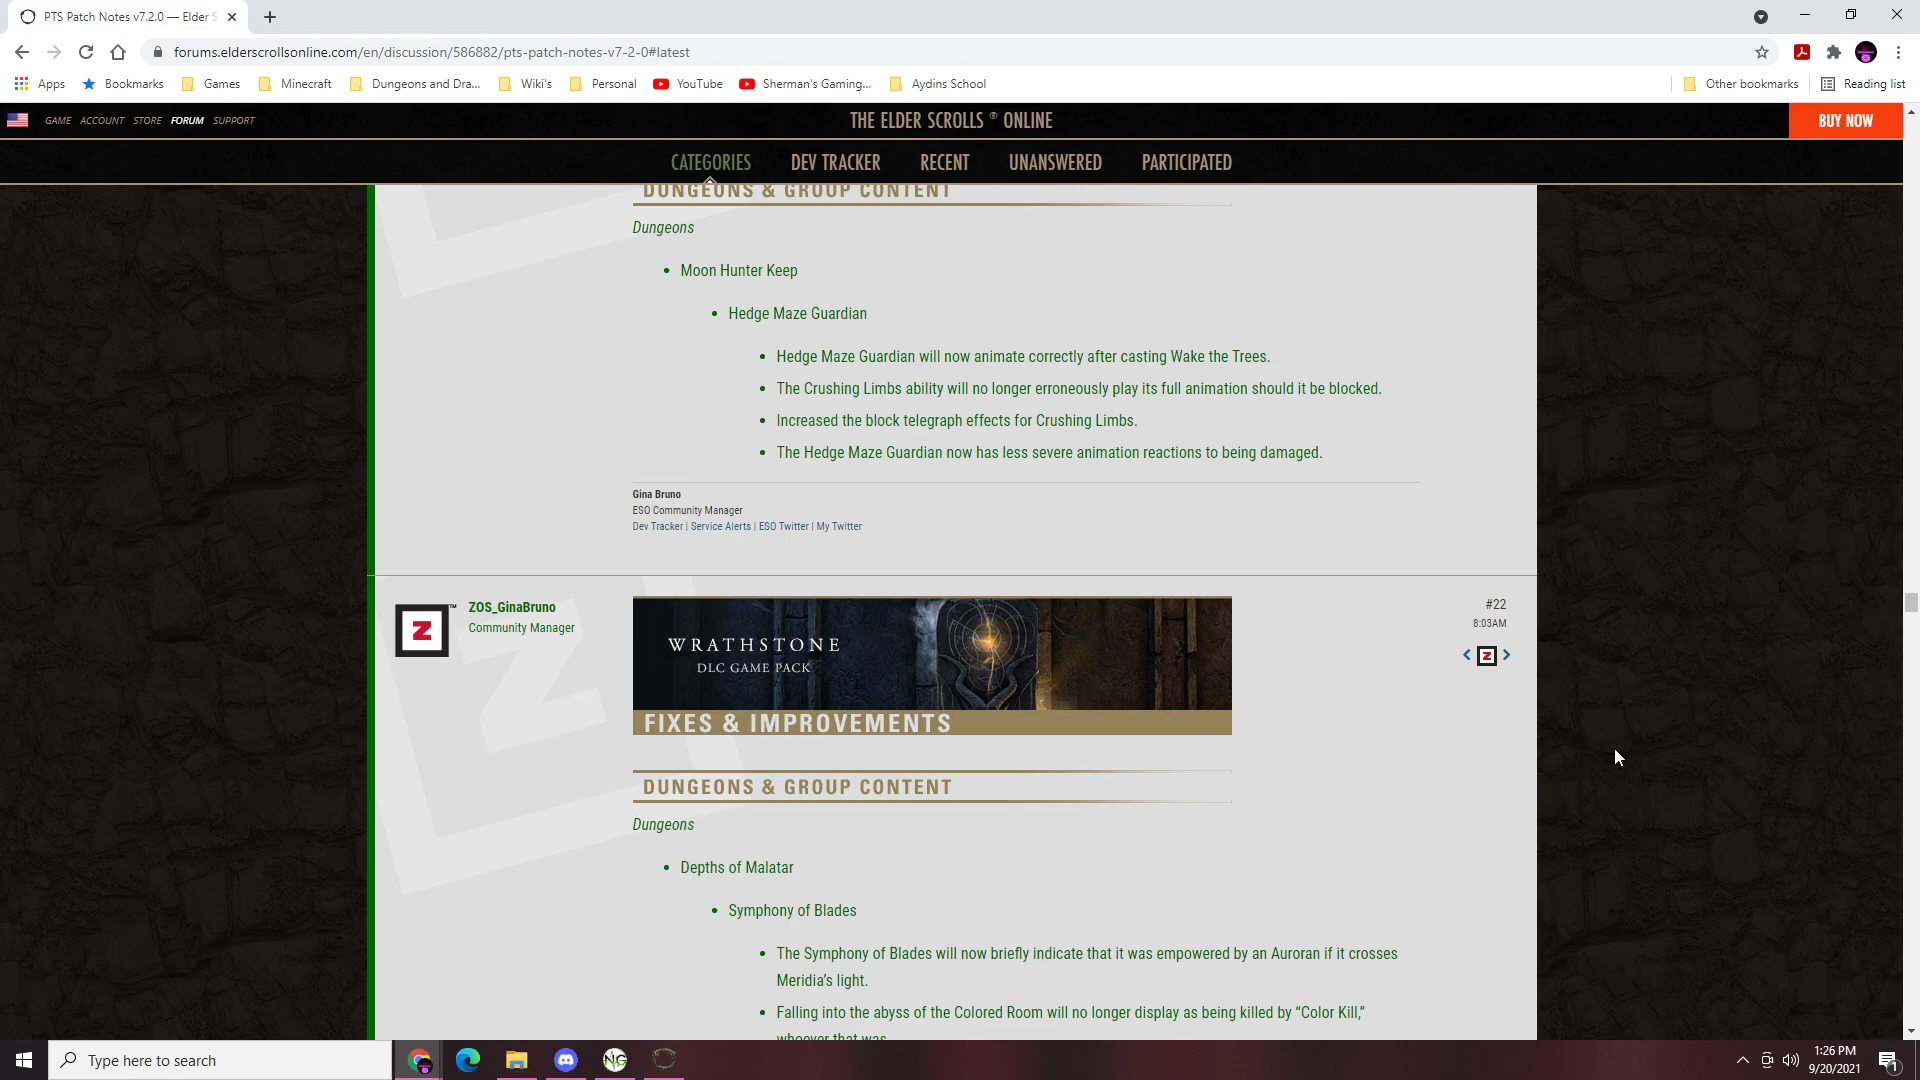 PTS Patch Notes v7.2.0 — Elder S
forums.elderscrollsonline.com/en/discussion/586882/pts-patch-notes-v7-2-0#latest
Apps Bookmarks Games Minecraft Dungeons and Dra... Wiki's Personal YouTube Sherman's Gaming... Aydins School Other bookmarks Reading list
GAME ACCOUNT STORE FORUM SUPPORT THE ELDER SCROLLS ® ONLINE BUY NOW
CATEGORIES DEV TRACKER RECENT UNANSWERED PARTICIPATED
DUNGEONS & GROUP CONTENT
Dungeons
• Moon Hunter Keep
• Hedge Maze Guardian
• Hedge Maze Guardian will now animate correctly after casting Wake the Trees.
• The Crushing Limbs ability will no longer erroneously play its full animation should it be blocked.
• Increased the block telegraph effects for Crushing Limbs.
• The Hedge Maze Guardian now has less severe animation reactions to being damaged.
Gina Bruno
ESO Community Manager
Dev Tracker | Service Alerts | ESO Twitter | My Twitter
Z™ ZOS_GinaBruno
Community Manager
#22
8:03AM
< Z >
WRATHSTONE
DLC GAME PACK
FIXES & IMPROVEMENTS
DUNGEONS & GROUP CONTENT
Dungeons
• Depths of Malatar
• Symphony of Blades
• The Symphony of Blades will now briefly indicate that it was empowered by an Auroran if it crosses
Meridia's light.
• Falling into the abyss of the Colored Room will no longer display as being killed by “Color Kill,”
whoever that was.
Type here to search
NG
1:26 PM
9/20/2021
1